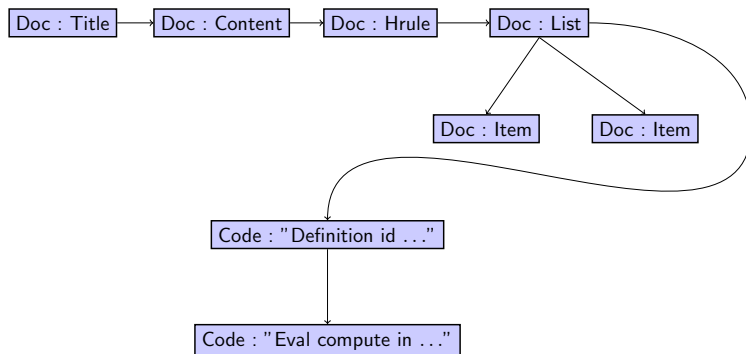 Doc : Title
Doc : Content
Doc : Hrule
Doc : List
Doc : Item
Doc : Item
Code : "Definition id . . ."
Code : "Eval compute in . . ."